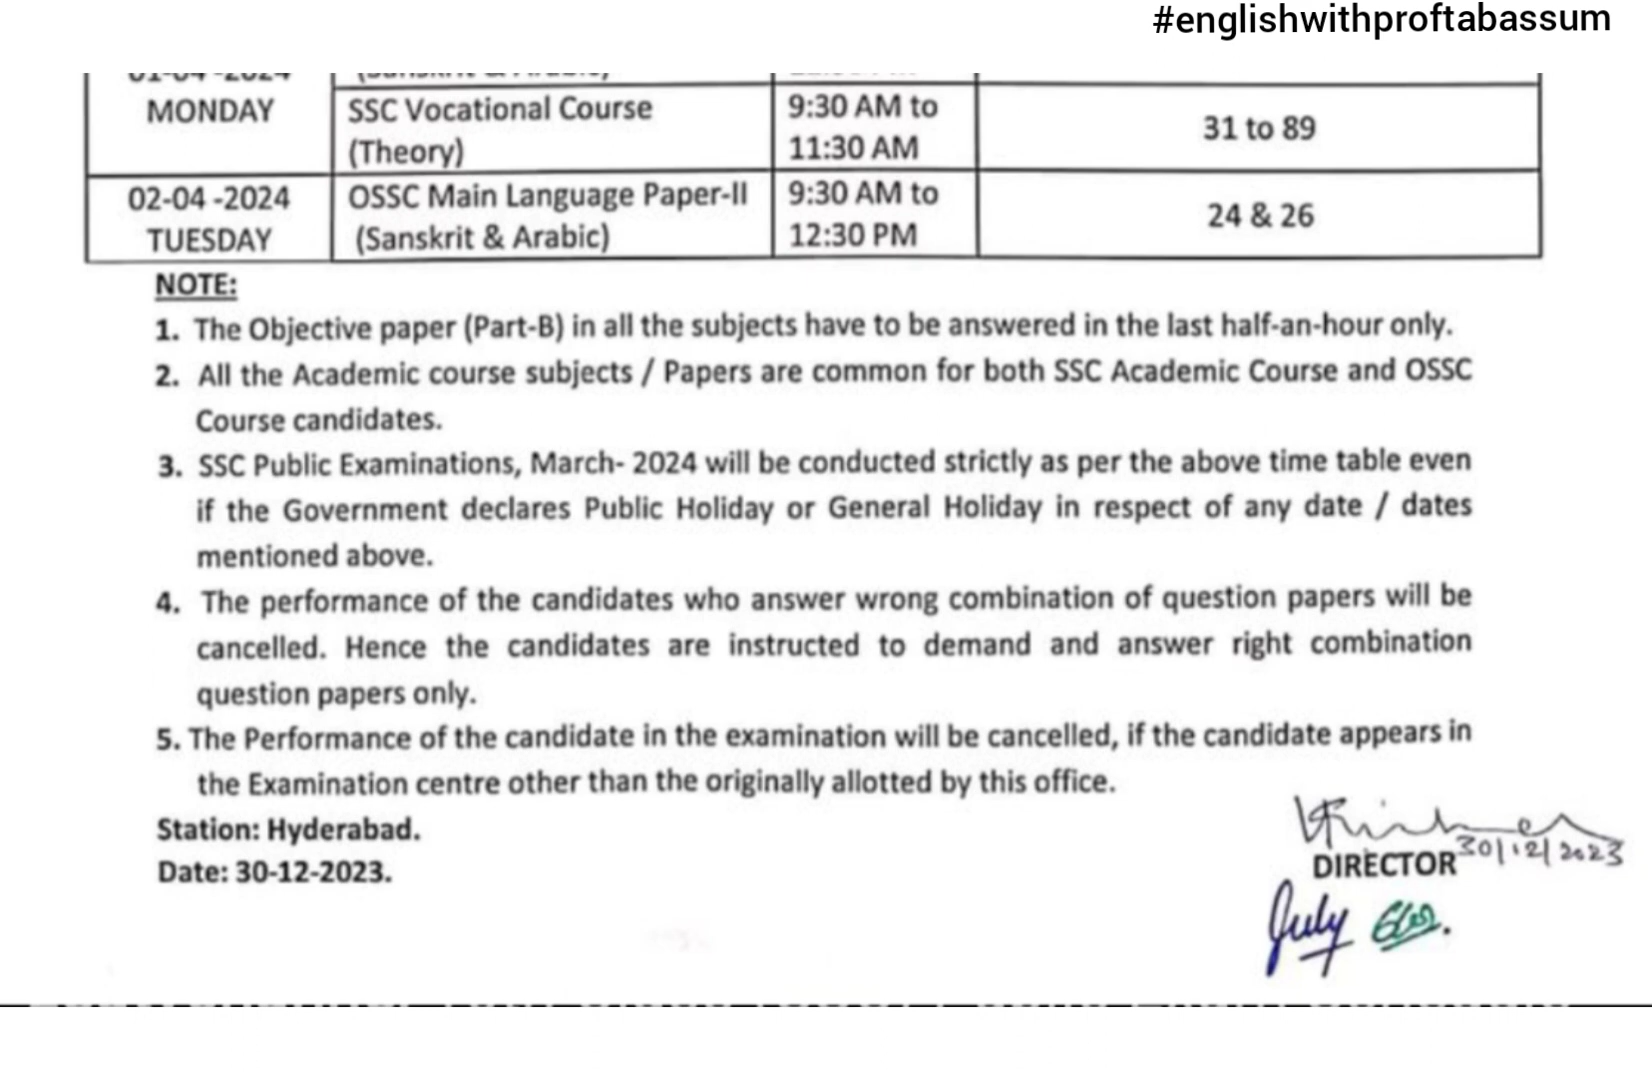 #englishwithproftabassum
01-04 -2024
MONDAY
(Sanskrit & Arabic)
SSC Vocational Course
(Theory)
9:30 AM to
11:30 AM
31 to 89
02-04 -2024
TUESDAY
OSSC Main Language Paper-II
(Sanskrit & Arabic)
9:30 AM to
12:30 PM
24 & 26
NOTE:
1. The Objective paper (Part-B) in all the subjects have to be answered in the last half-an-hour only.
2. All the Academic course subjects / Papers are common for both SSC Academic Course and OSSC
Course candidates.
3. SSC Public Examinations, March- 2024 will be conducted strictly as per the above time table even
if the Government declares Public Holiday or General Holiday in respect of any date / dates
mentioned above.
4. The performance of the candidates who answer wrong combination of question papers will be
cancelled. Hence the candidates are instructed to demand and answer right combination
question papers only.
5. The Performance of the candidate in the examination will be cancelled, if the candidate appears in
the Examination centre other than the originally allotted by this office.
Station: Hyderabad.
Date: 30-12-2023.
30/12/2023
DIRECTOR
July